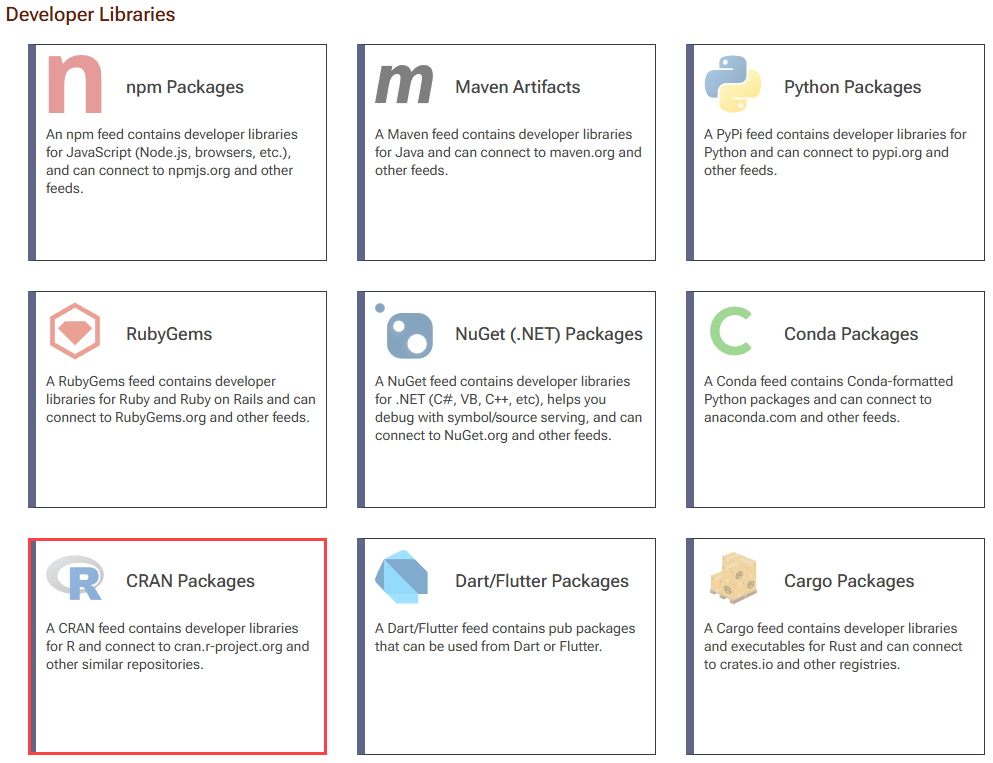 Developer Libraries
npm Packages
An npm feed contains developer libraries
for JavaScript (Node.js, browsers, etc.),
and can connect to npmjs.org and other
feeds.
Maven Artifacts
A Maven feed contains developer libraries
for Java and can connect to maven.org and
other feeds.
Python Packages
A PyPi feed contains developer libraries for
Python and can connect to pypi.org and
other feeds.
RubyGems
A RubyGems feed contains developer
libraries for Ruby and Ruby on Rails and can
connect to RubyGems.org and other feeds.
NuGet (.NET) Packages
A NuGet feed contains developer libraries
for .NET (C#, VB, C++, etc), helps you
debug with symbol/source serving, and can
connect to NuGet.org and other feeds.
Conda Packages
A Conda feed contains Conda-formatted
Python packages and can connect to
anaconda.com and other feeds.
CRAN Packages
A CRAN feed contains developer libraries
for R and connect to cran.r-project.org and
other similar repositories.
Dart/Flutter Packages
A Dart/Flutter feed contains pub packages
that can be used from Dart or Flutter.
Cargo Packages
A Cargo feed contains developer libraries
and executables for Rust and can connect
to crates.io and other registries.